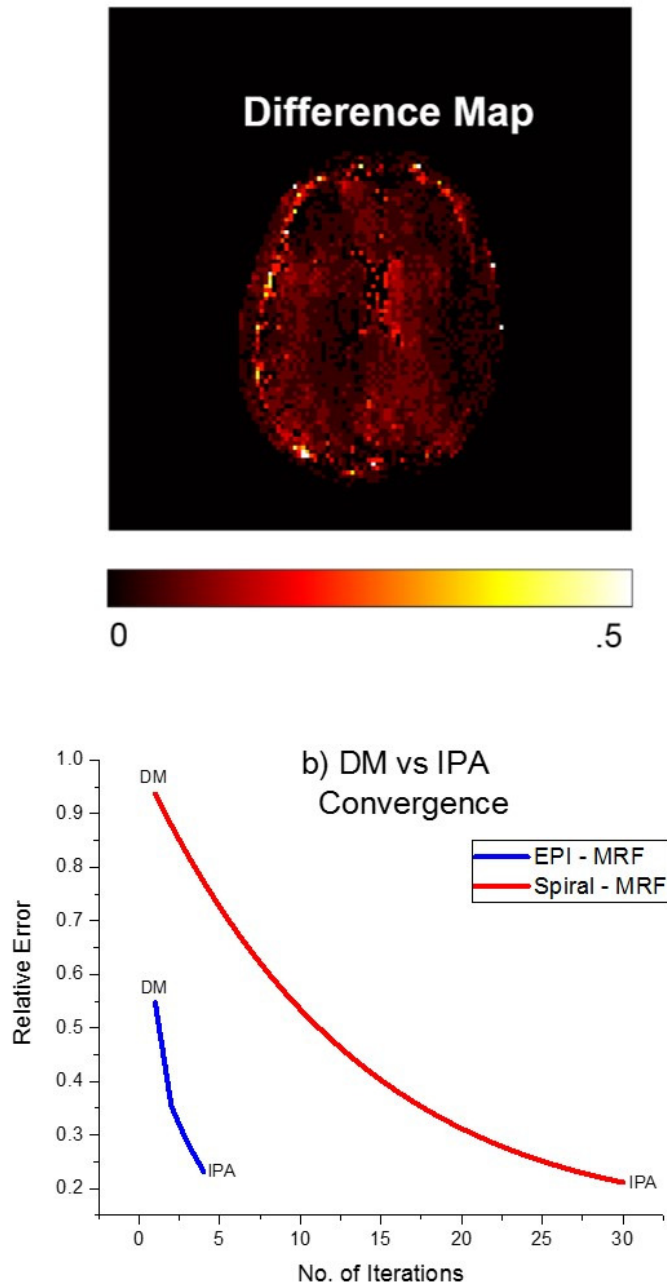 Difference Map
0 .5
b) DM vs IPA
Convergence
EPI - MRF
Spiral - MRF
DM
DM
IPA
IPA
Relative Error
1.0
0.9
0.8
0.7
0.6
0.5
0.4
0.3
0.2
0 5 10 15 20 25 30
No. of Iterations